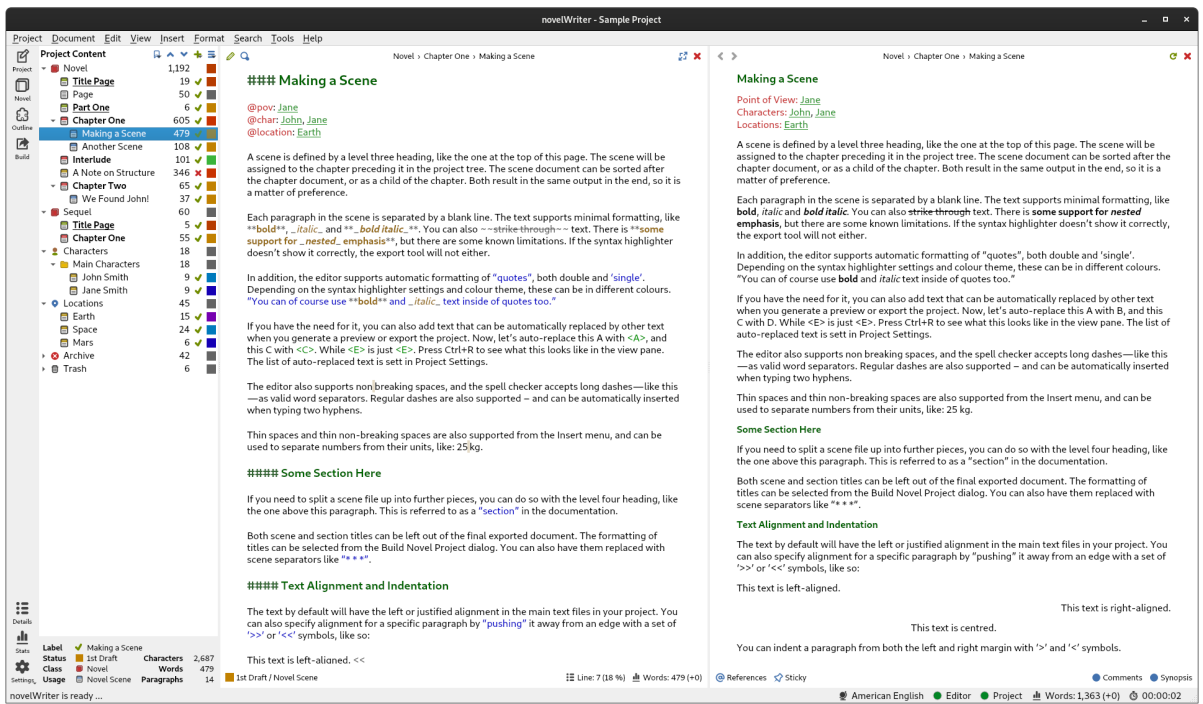 novelWriter - Sample Project
Project Document Edit View Insert Format Search Tools Help
Project
Novel
Outline
Build
Details
Stats
Settings
Project Content
Novel 1,192
Title Page 19
Page 50
Part One 6
Chapter One 605
Making a Scene 479
Another Scene 108
Interlude 101
A Note on Structure 346
Chapter Two 65
We Found John! 37
Sequel 60
Title Page 5
Chapter One 55
Characters 18
Main Characters 18
John Smith 9
Jane Smith 9
Locations 45
Earth 15
Space 24
Mars 6
Archive 42
Trash 6
Label Making a Scene
Status 1st Draft Characters 2,687
Class Novel Words 479
Usage Novel Scene Paragraphs 14
Novel › Chapter One › Making a Scene
### Making a Scene
@pov: Jane
@char: John, Jane
@location: Earth
A scene is defined by a level three heading, like the one at the top of this page. The scene will be
assigned to the chapter preceding it in the project tree. The scene document can be sorted after
the chapter document, or as a child of the chapter. Both result in the same output in the end, so it is
a matter of preference.
Each paragraph in the scene is separated by a blank line. The text supports minimal formatting, like
**bold**, _italic_ and **_bold italic_**. You can also ~~strike through~~ text. There is **some
support for _nested_ emphasis**, but there are some known limitations. If the syntax highlighter
doesn’t show it correctly, the export tool will not either.
In addition, the editor supports automatic formatting of “quotes”, both double and ‘single’.
Depending on the syntax highlighter settings and colour theme, these can be in different colours.
“You can of course use **bold** and _italic_ text inside of quotes too.”
If you have the need for it, you can also add text that can be automatically replaced by other text
when you generate a preview or export the project. Now, let’s auto-replace this A with <A>, and
this C with <C>. While <E> is just <E>. Press Ctrl+R to see what this looks like in the view pane.
The list of auto-replaced text is set in Project Settings.
The editor also supports non breaking spaces, and the spell checker accepts long dashes—like this
—as valid word separators. Regular dashes are also supported – and can be automatically inserted
when typing two hyphens.
Thin spaces and thin non-breaking spaces are also supported from the Insert menu, and can be
used to separate numbers from their units, like: 25 kg.
#### Some Section Here
If you need to split a scene file up into further pieces, you can do so with the level four heading, like
the one above this paragraph. This is referred to as a “section” in the documentation.
Both scene and section titles can be left out of the final exported document. The formatting of
titles can be selected from the Build Novel Project dialog. You can also have them replaced with
scene separators like “* * *”.
#### Text Alignment and Indentation
The text by default will have the left or justified alignment in the main text files in your project. You
can also specify alignment for a specific paragraph by “pushing” it away from an edge with a set of
‘>>’ or ‘<<’ symbols, like so:
This text is left-aligned. <<
1st Draft / Novel Scene Line: 7 (18 %) Words: 479 (+0)
Novel › Chapter One › Making a Scene
Making a Scene
Point of View: Jane
Characters: John, Jane
Locations: Earth
A scene is defined by a level three heading, like the one at the top of this page. The scene will be
assigned to the chapter preceding it in the project tree. The scene document can be sorted after the
chapter document, or as a child of the chapter. Both result in the same output in the end, so it is a
matter of preference.
Each paragraph in the scene is separated by a blank line. The text supports minimal formatting, like
bold, italic and bold italic. You can also strike through text. There is some support for nested
emphasis, but there are some known limitations. If the syntax highlighter doesn’t show it correctly,
the export tool will not either.
In addition, the editor supports automatic formatting of “quotes”, both double and ‘single’.
Depending on the syntax highlighter settings and colour theme, these can be in different colours.
“You can of course use bold and italic text inside of quotes too.”
If you have the need for it, you can also add text that can be automatically replaced by other text
when you generate a preview or export the project. Now, let’s auto-replace this A with B, and this
C with D. While <E> is just <E>. Press Ctrl+R to see what this looks like in the view pane. The list of
auto-replaced text is sett in Project Settings.
The editor also supports non breaking spaces, and the spell checker accepts long dashes—like this
—as valid word separators. Regular dashes are also supported – and can be automatically inserted
when typing two hyphens.
Thin spaces and thin non-breaking spaces are also supported from the Insert menu, and can be
used to separate numbers from their units, like: 25 kg.
Some Section Here
If you need to split a scene file up into further pieces, you can do so with the level four heading, like
the one above this paragraph. This is referred to as a “section” in the documentation.
Both scene and section titles can be left out of the final exported document. The formatting of
titles can be selected from the Build Novel Project dialog. You can also have them replaced with
scene separators like “* * *”.
Text Alignment and Indentation
The text by default will have the left or justified alignment in the main text files in your project. You
can also specify alignment for a specific paragraph by “pushing” it away from an edge with a set of
‘>>’ or ‘<<’ symbols, like so:
This text is left-aligned.
This text is right-aligned.
This text is centred.
You can indent a paragraph from both the left and right margin with ‘>’ and ‘<’ symbols.
References Sticky Comments Synopsis
novelWriter is ready ... American English Editor Project Words: 1,363 (+0) 00:00:02